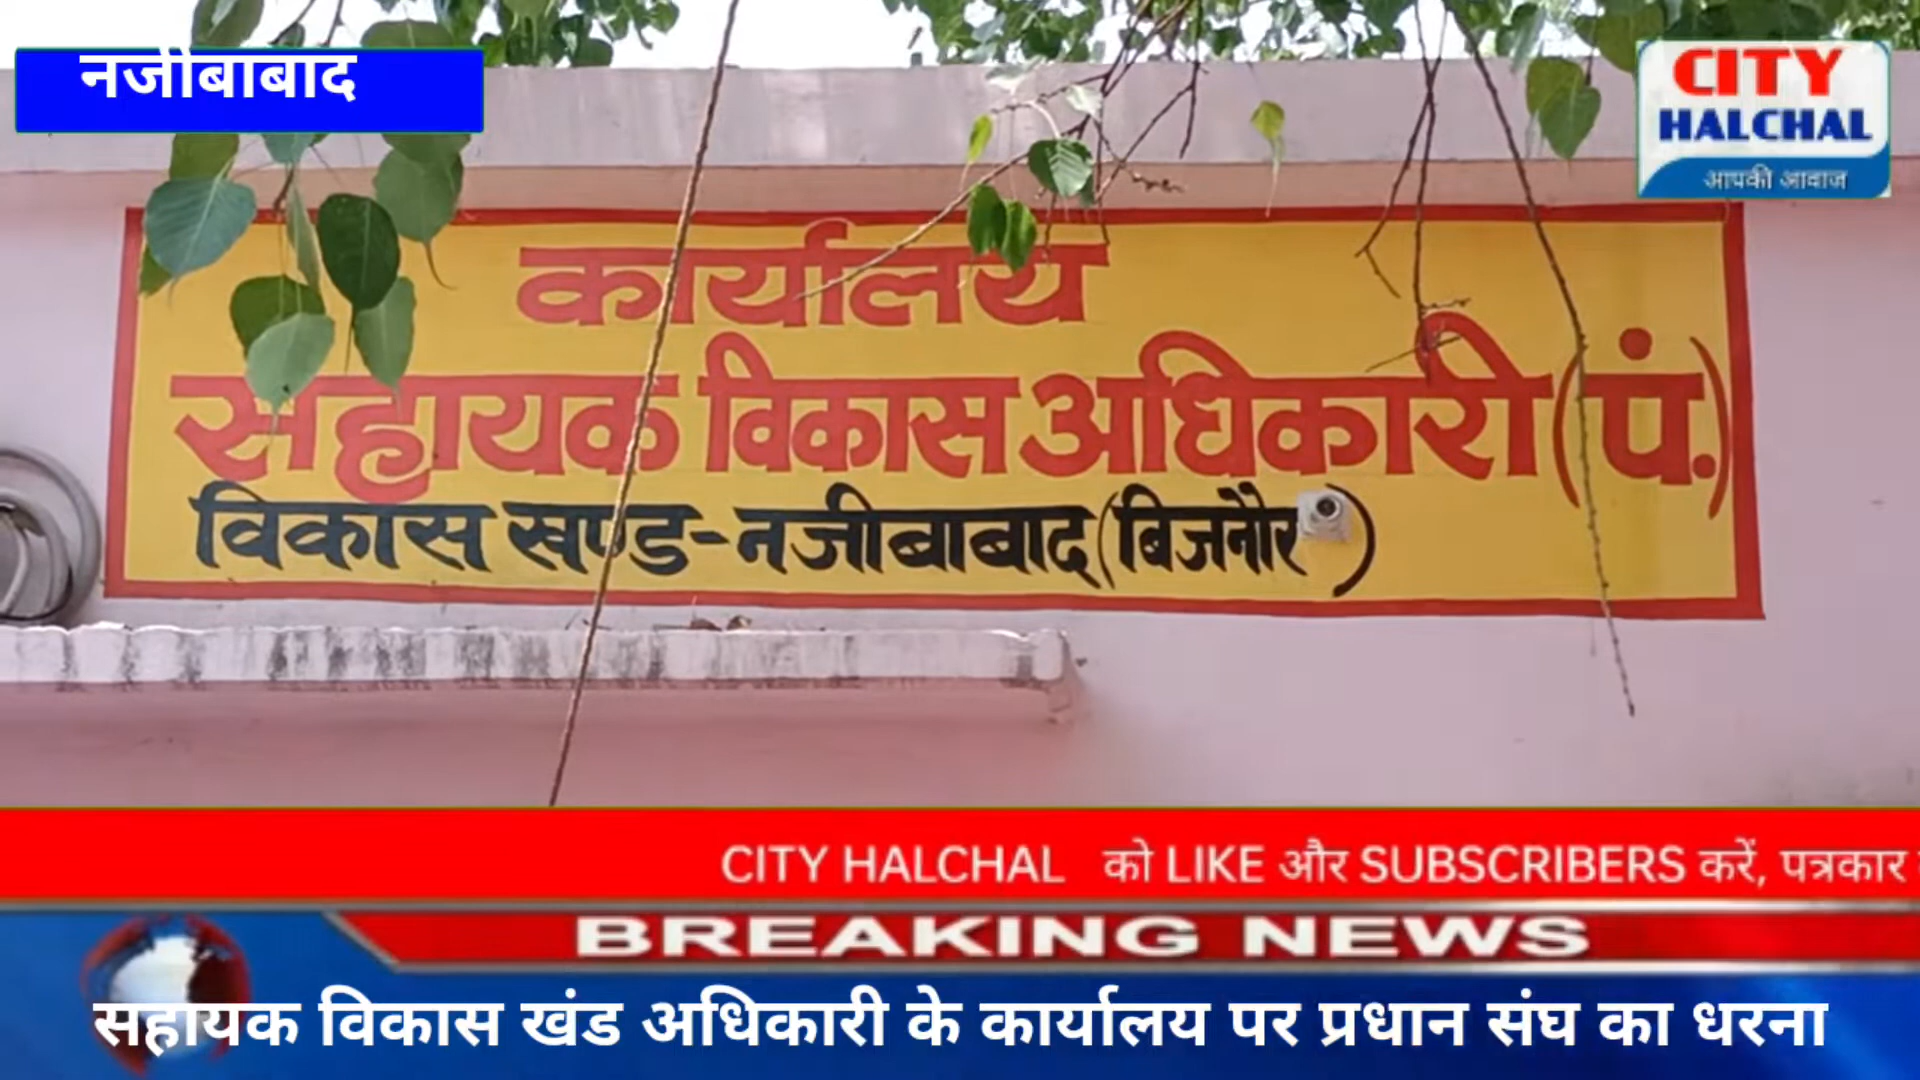 नजीबाबाद
CITY
HALCHAL
आपकी आवाज
कार्यालय
सहायक विकास अधिकारी (पं.)
विकास खण्ड-नजीबाबाद (बिजनौर)
CITY HALCHAL को LIKE और SUBSCRIBERS करें, पत्रकार
BREAKING NEWS
सहायक विकास खंड अधिकारी के कार्यालय पर प्रधान संघ का धरना